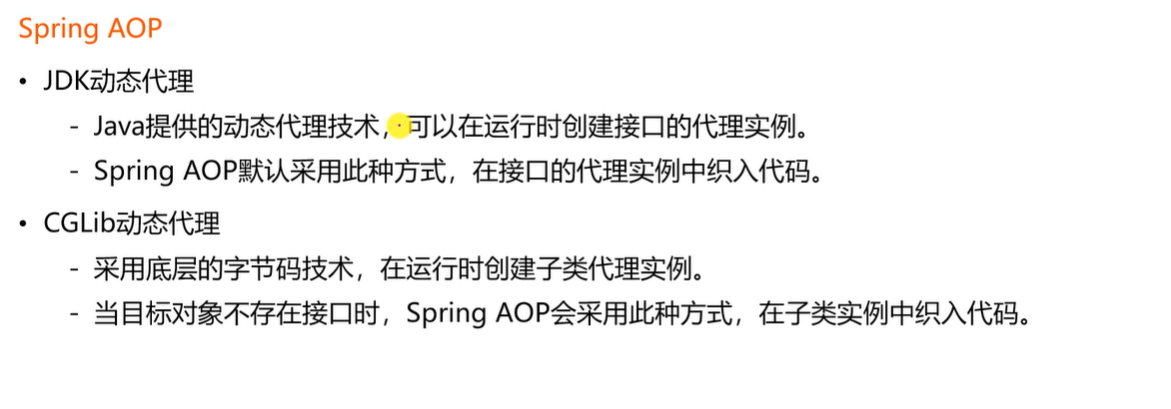 Spring AOP
• JDK动态代理
- Java提供的动态代理技术，可以在运行时创建接口的代理实例。
- Spring AOP默认采用此种方式，在接口的代理实例中织入代码。
• CGLib动态代理
- 采用底层的字节码技术，在运行时创建子类代理实例。
- 当目标对象不存在接口时，Spring AOP会采用此种方式，在子类实例中织入代码。